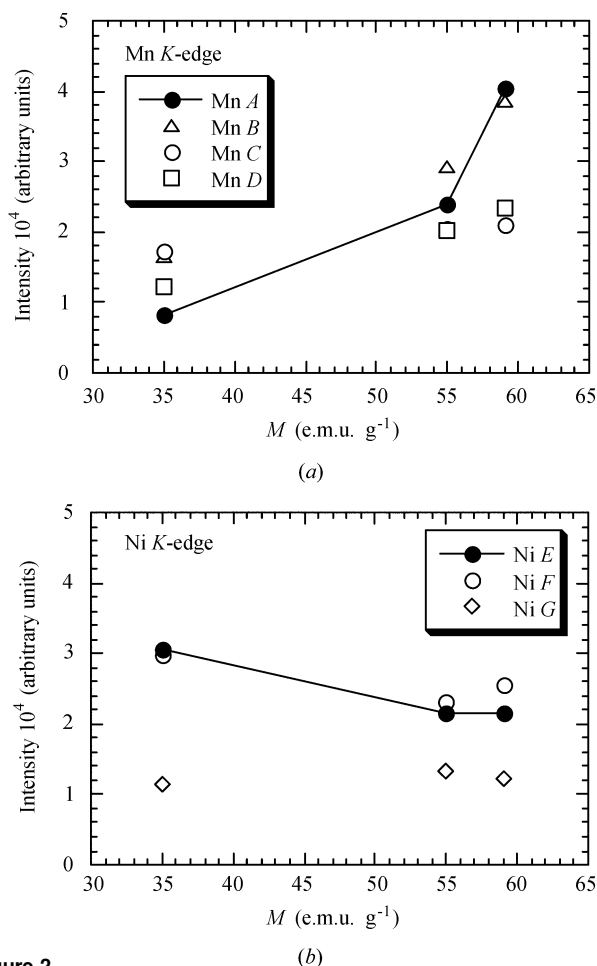 5
Mn K-edge
4
Mn A
Mn B
3
Mn C
Mn D
2
1
0
Intensity 10⁴ (arbitrary units)
30 35 40 45 50 55 60 65
M (e.m.u. g⁻¹)
(a)
5
Ni K-edge
Ni E
4
Ni F
Ni G
3
2
1
0
Intensity 10⁴ (arbitrary units)
30 35 40 45 50 55 60 65
M (e.m.u. g⁻¹)
(b)